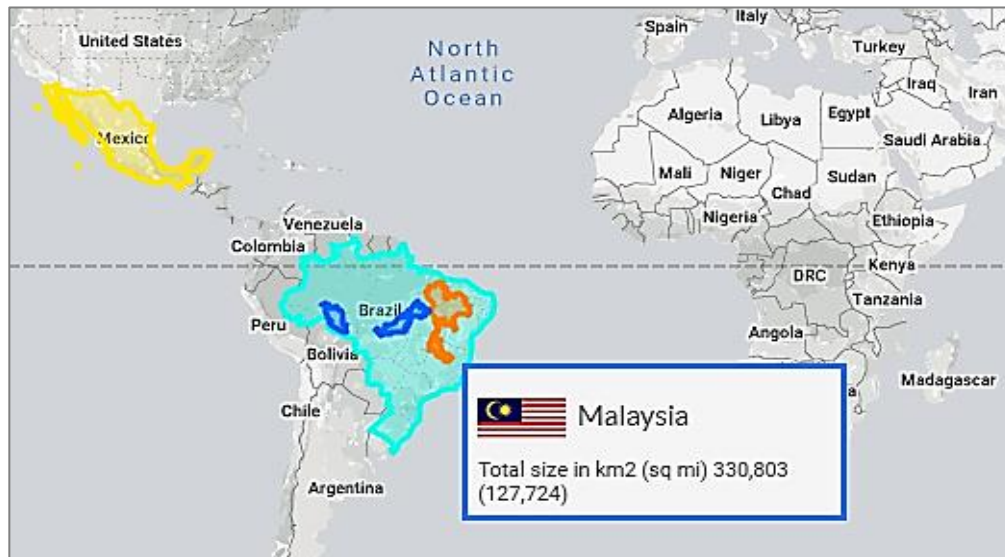 Italy
Spain
United States
North
Atlantic
Ocean
Turkey
Iraq
Iran
Algeria
Libya
Egypt
Saudi Arabia
Mexico
Mali
Niger
Chad
Sudan
Nigeria
Ethiopia
Venezuela
Colombia
DRC
Kenya
Tanzania
Brazil
Peru
Angola
Bolivia
Madagascar
Chile
Argentina
Malaysia
Total size in km2 (sq mi) 330,803
(127,724)